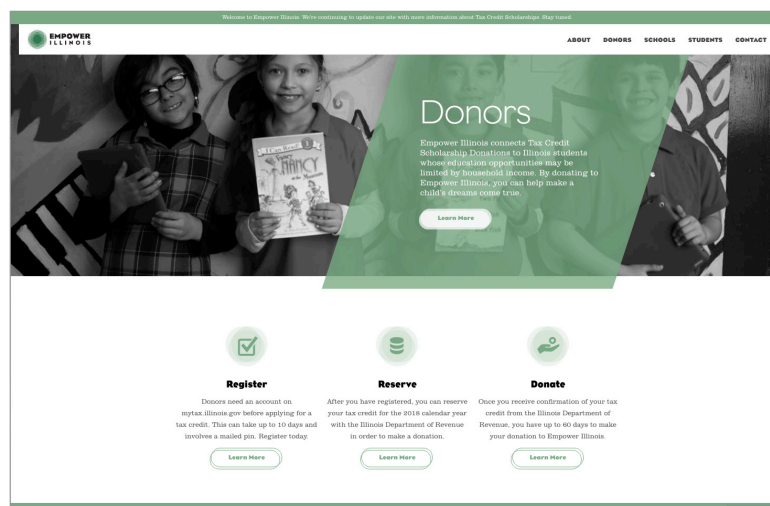 Welcome to Empower Illinois. We're continuing to update our site with more information about Tax Credit Scholarships. Stay tuned.
EMPOWER
ILLINOIS
ABOUT DONORS SCHOOLS STUDENTS CONTACT
Donors
Empower Illinois connects Tax Credit
Scholarship Donations to Illinois students
whose education opportunities may be
limited by household income. By donating to
Empower Illinois, you can help make a
child's dreams come true.
Learn More
I Can Read!
1
Fancy
NANCY
Register
Donors need an account on
mytax.illinois.gov before applying for a
tax credit. This can take up to 10 days and
involves a mailed pin. Register today.
Learn More
Reserve
After you have registered, you can reserve
your tax credit for the 2018 calendar year
with the Illinois Department of Revenue
in order to make a donation.
Learn More
Donate
Once you receive confirmation of your tax
credit from the Illinois Department of
Revenue, you have up to 60 days to make
your donation to Empower Illinois.
Learn More